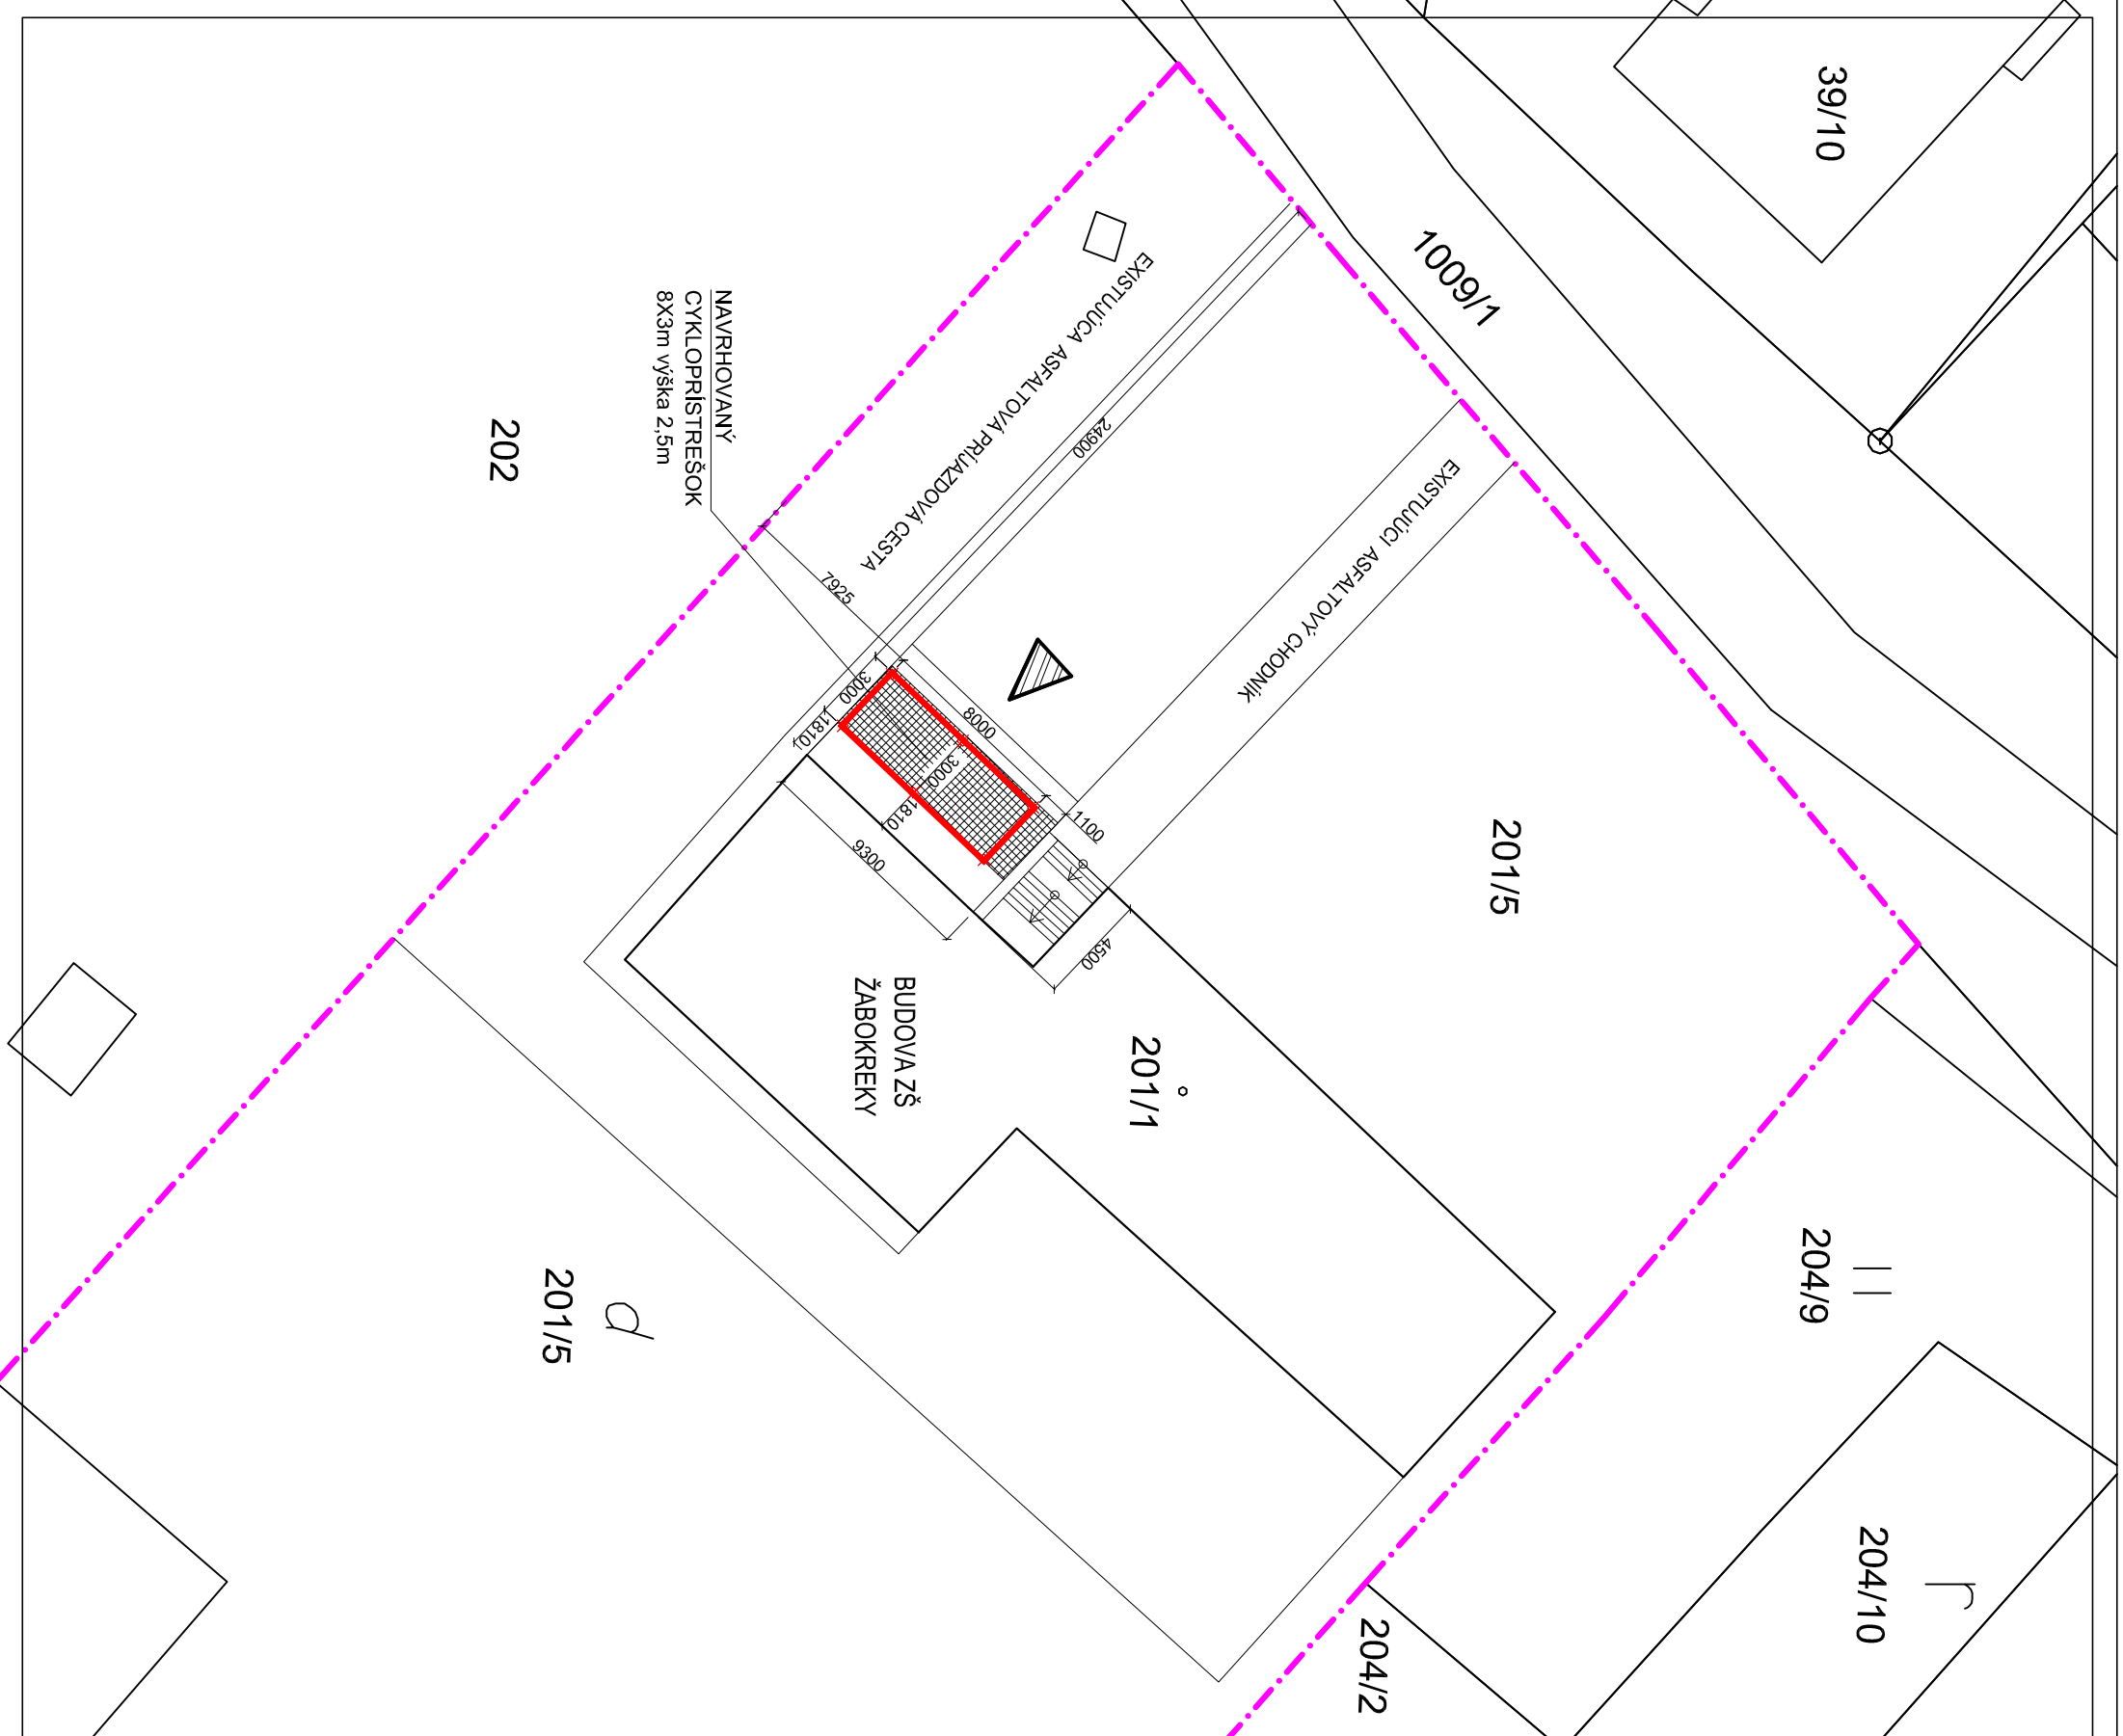 39/10
1009/1
EXISTUJÚCA ASFALTOVÁ PRÍJAZDOVÁ CESTA
24900
EXISTUJÚCI ASFALTOVÝ CHODNÍK
NAVRHOVANÝ
CYKLOPRÍSTREŠOK
8X3m výška 2,5m
202
7925
3000
1810
8000
3000
1810
1100
9300
4500
201/5
BUDOVA ZŠ
ŽABOKREKY
201/1
204/9
201/5
204/10
204/2